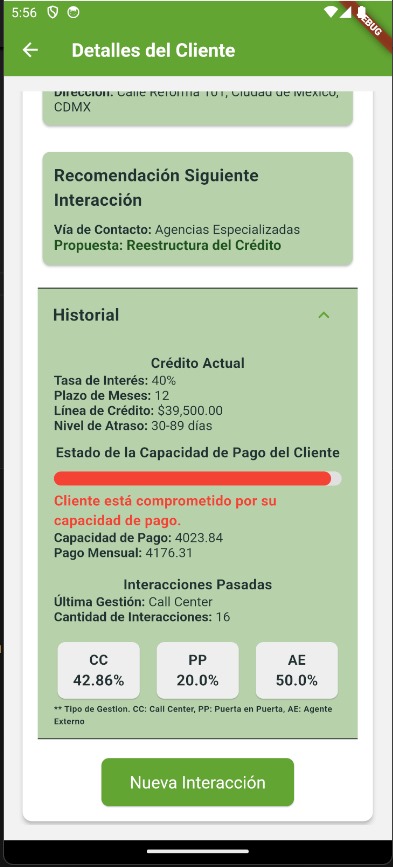 5:56
DEBUG
Detalles del Cliente
Dirección: Calle Reforma 101, Ciudad de México,
CDMX
Recomendación Siguiente
Interacción
Vía de Contacto: Agencias Especializadas
Propuesta: Reestructura del Crédito
Historial
Crédito Actual
Tasa de Interés: 40%
Plazo de Meses: 12
Línea de Crédito: $39,500.00
Nivel de Atraso: 30-89 días
Estado de la Capacidad de Pago del Cliente
Cliente está comprometido por su
capacidad de pago.
Capacidad de Pago: 4023.84
Pago Mensual: 4176.31
Interacciones Pasadas
Última Gestión: Call Center
Cantidad de Interacciones: 16
CC PP AE
42.86% 20.0% 50.0%
** Tipo de Gestion. CC: Call Center, PP: Puerta en Puerta, AE: Agente
Externo
Nueva Interacción